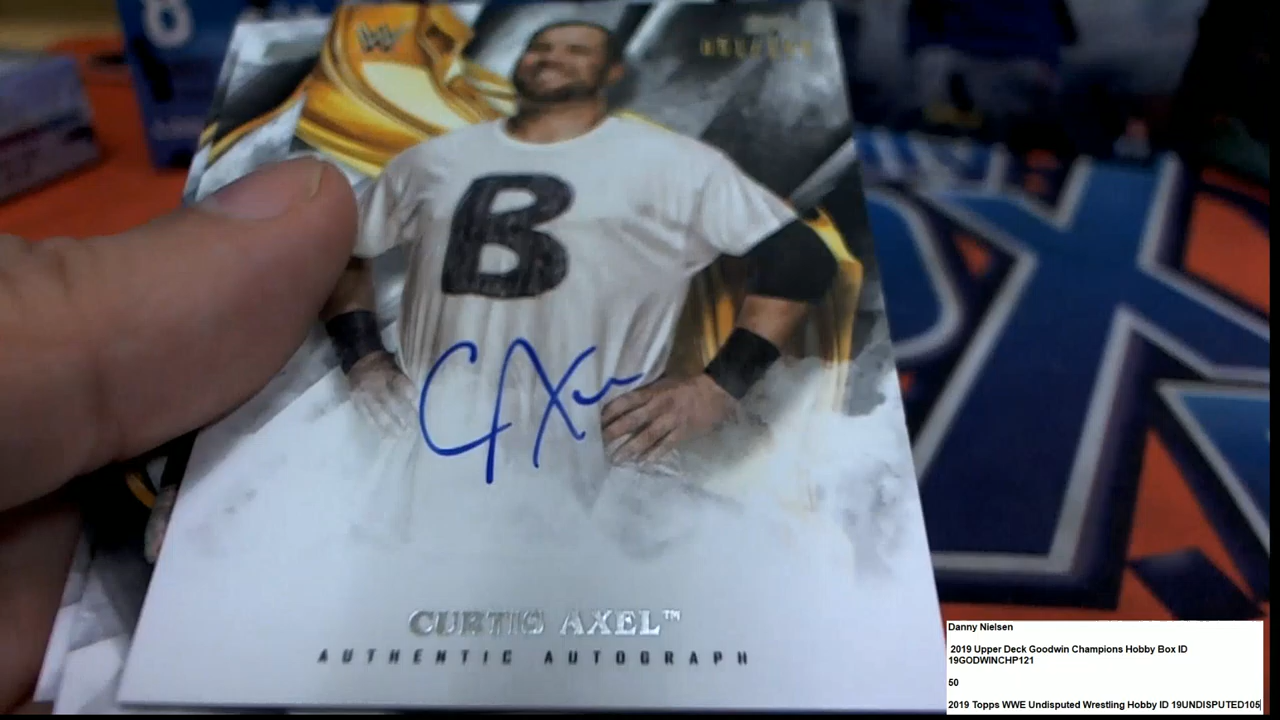 8
B
CURTIS AXEL™
AUTHENTIC AUTOGRAPH
Danny Nielsen
2019 Upper Deck Goodwin Champions Hobby Box ID
19GODWINCHP121
50
2019 Topps WWE Undisputed Wrestling Hobby ID 19UNDISPUTED105